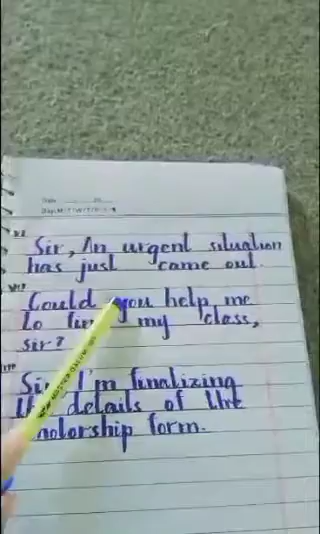 Sir, An urgent situation
has just came out.
Could you help me
to my class,
sir?
I'm finalizing
details of the
form.